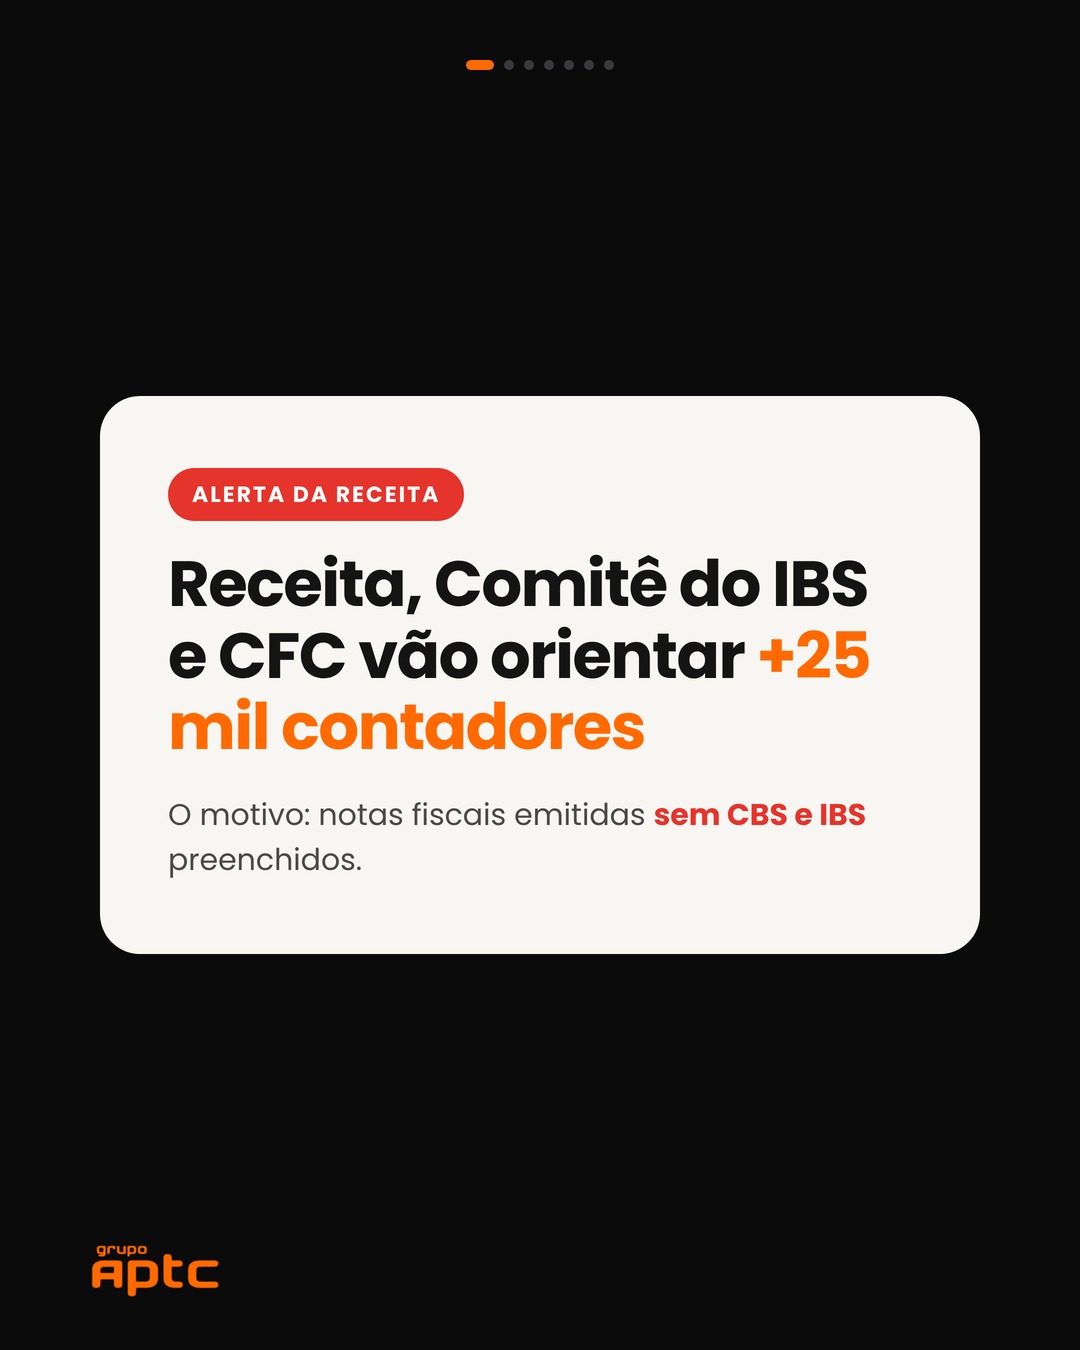 ALERTA DA RECEITA
Receita, Comitê do IBS
e CFC vão orientar +25
mil contadores
O motivo: notas fiscais emitidas sem CBS e IBS
preenchidos.
grupo
Aptc